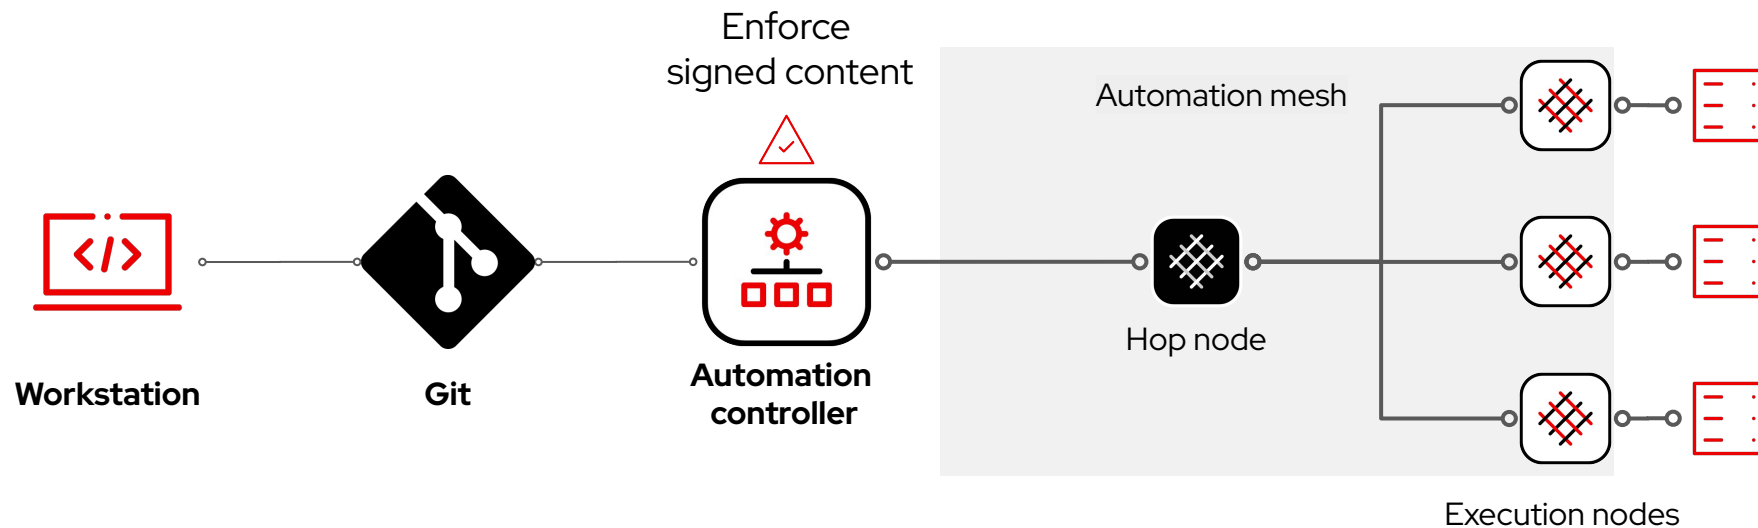 Enforce
signed content
Automation mesh
Hop node
Workstation
Git
Automation
controller
Execution nodes